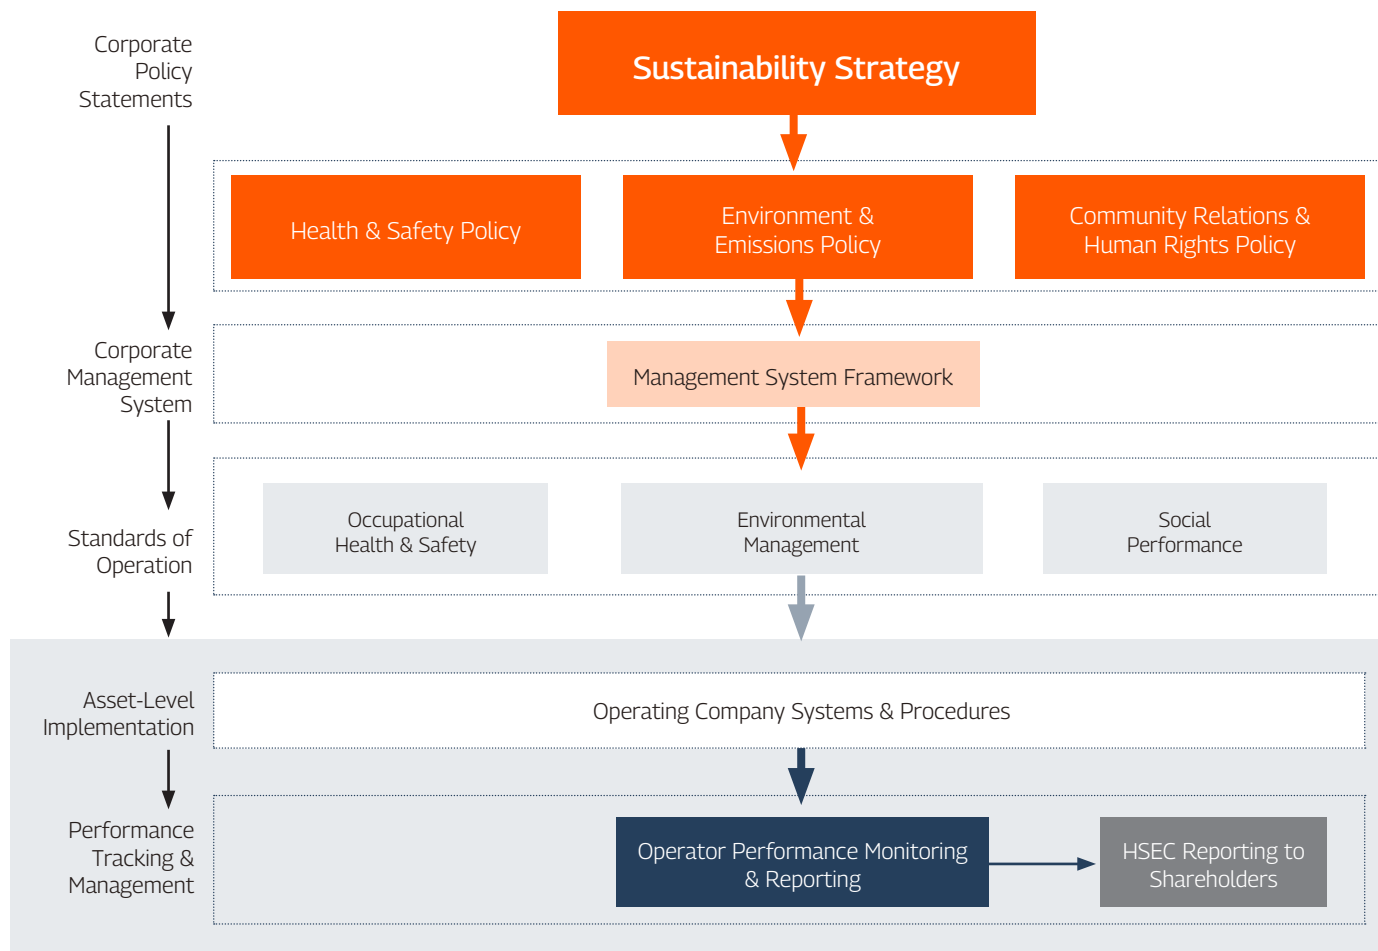 Corporate
Policy
Statements
Sustainability Strategy
Health & Safety Policy
Environment &
Emissions Policy
Community Relations &
Human Rights Policy
Corporate
Management
System
Management System Framework
Standards of
Operation
Occupational
Health & Safety
Environmental
Management
Social
Performance
Asset-Level
Implementation
Operating Company Systems & Procedures
Performance
Tracking &
Management
Operator Performance Monitoring
& Reporting
HSEC Reporting to
Shareholders